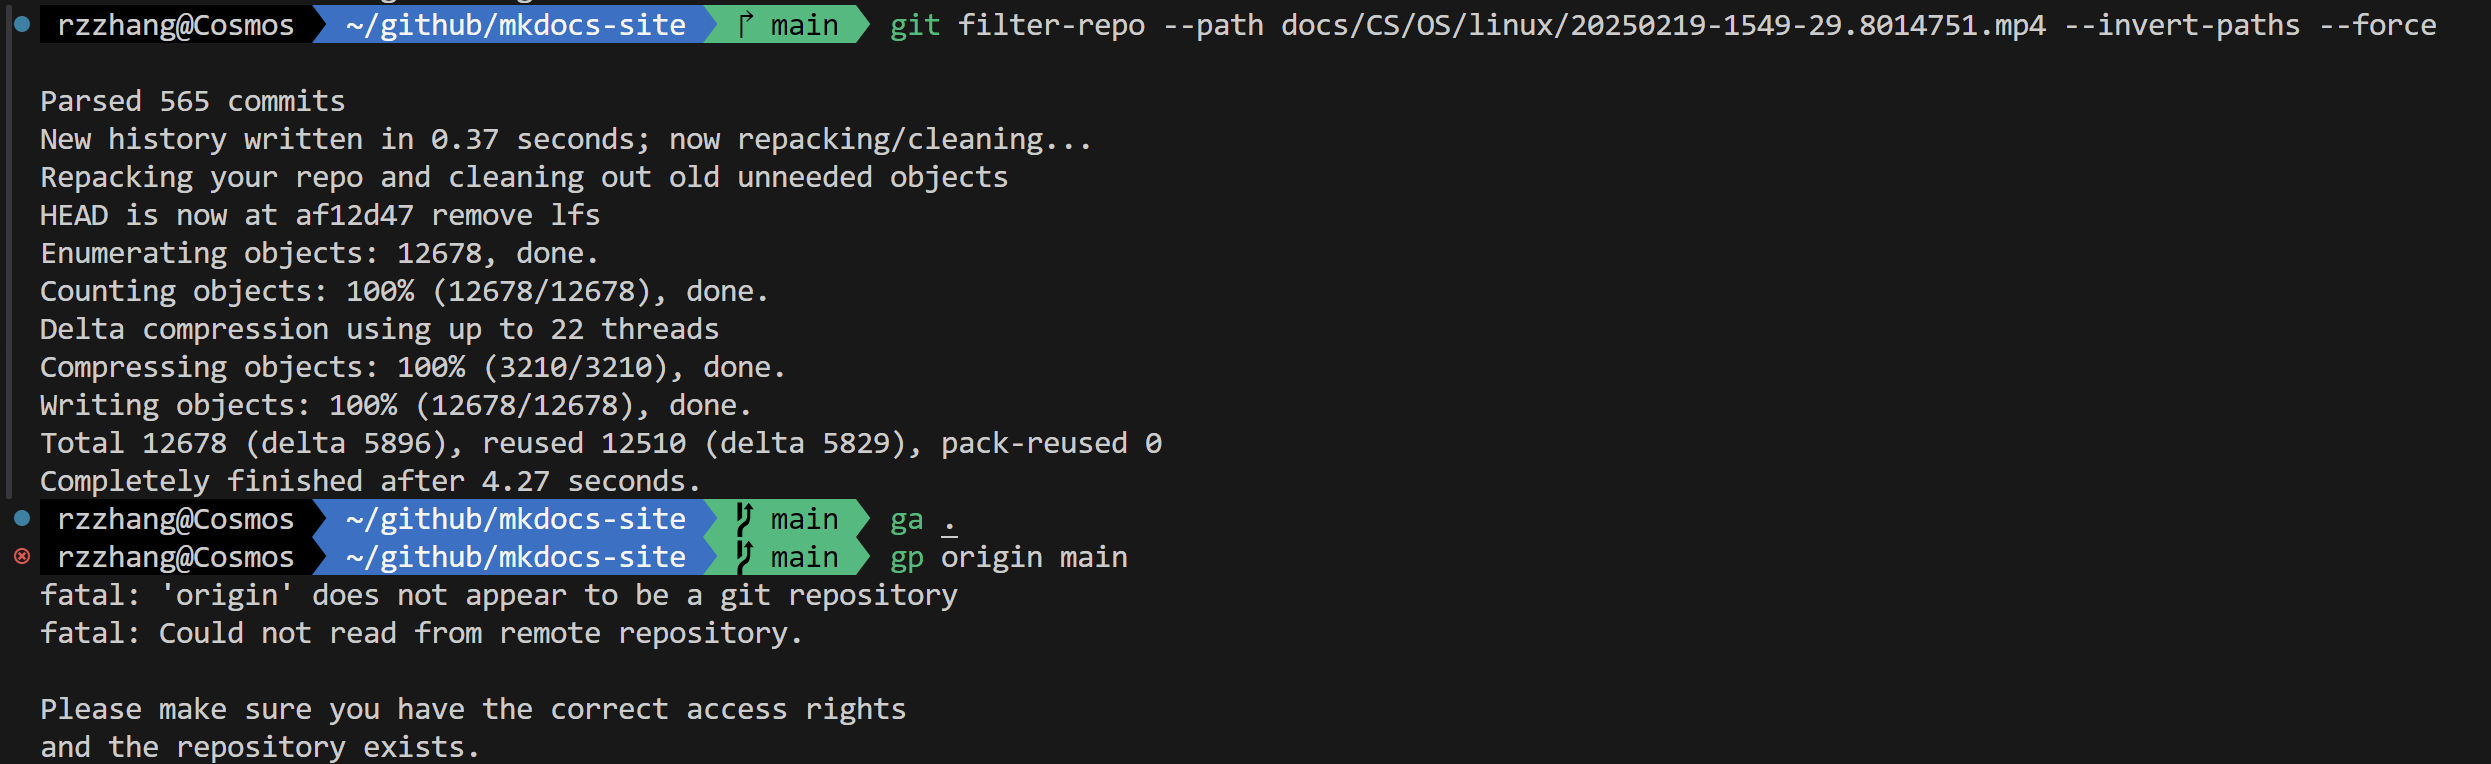 rzzhang@Cosmos ~/github/mkdocs-site main git filter-repo --path docs/CS/OS/linux/20250219-1549-29.8014751.mp4 --invert-paths --force
Parsed 565 commits
New history written in 0.37 seconds; now repacking/cleaning...
Repacking your repo and cleaning out old unneeded objects
HEAD is now at af12d47 remove lfs
Enumerating objects: 12678, done.
Counting objects: 100% (12678/12678), done.
Delta compression using up to 22 threads
Compressing objects: 100% (3210/3210), done.
Writing objects: 100% (12678/12678), done.
Total 12678 (delta 5896), reused 12510 (delta 5829), pack-reused 0
Completely finished after 4.27 seconds.
rzzhang@Cosmos ~/github/mkdocs-site main ga .
rzzhang@Cosmos ~/github/mkdocs-site main gp origin main
fatal: 'origin' does not appear to be a git repository
fatal: Could not read from remote repository.
Please make sure you have the correct access rights
and the repository exists.